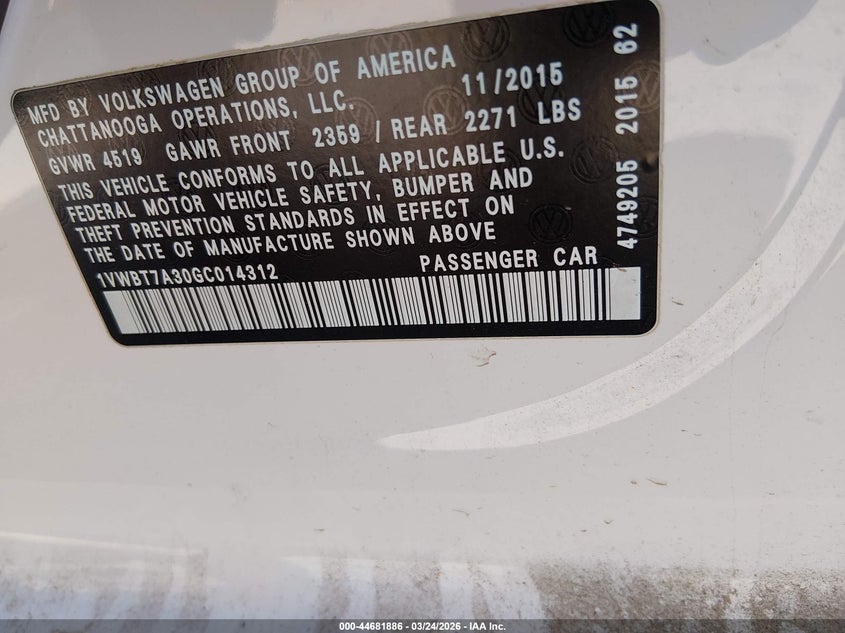 MFD BY VOLKSWAGEN GROUP OF AMERICA
CHATTANOOGA OPERATIONS, LLC. 11/2015
GVWR 4519 GAWR FRONT 2359 / REAR 2271 LBS
THIS VEHICLE CONFORMS TO ALL APPLICABLE U.S.
FEDERAL MOTOR VEHICLE SAFETY, BUMPER AND
THEFT PREVENTION STANDARDS IN EFFECT ON
THE DATE OF MANUFACTURE SHOWN ABOVE
1VWBT7A30GC014312 PASSENGER CAR
4749205 2015 62
000-44681886 - 03/24/2026 - IAA Inc.